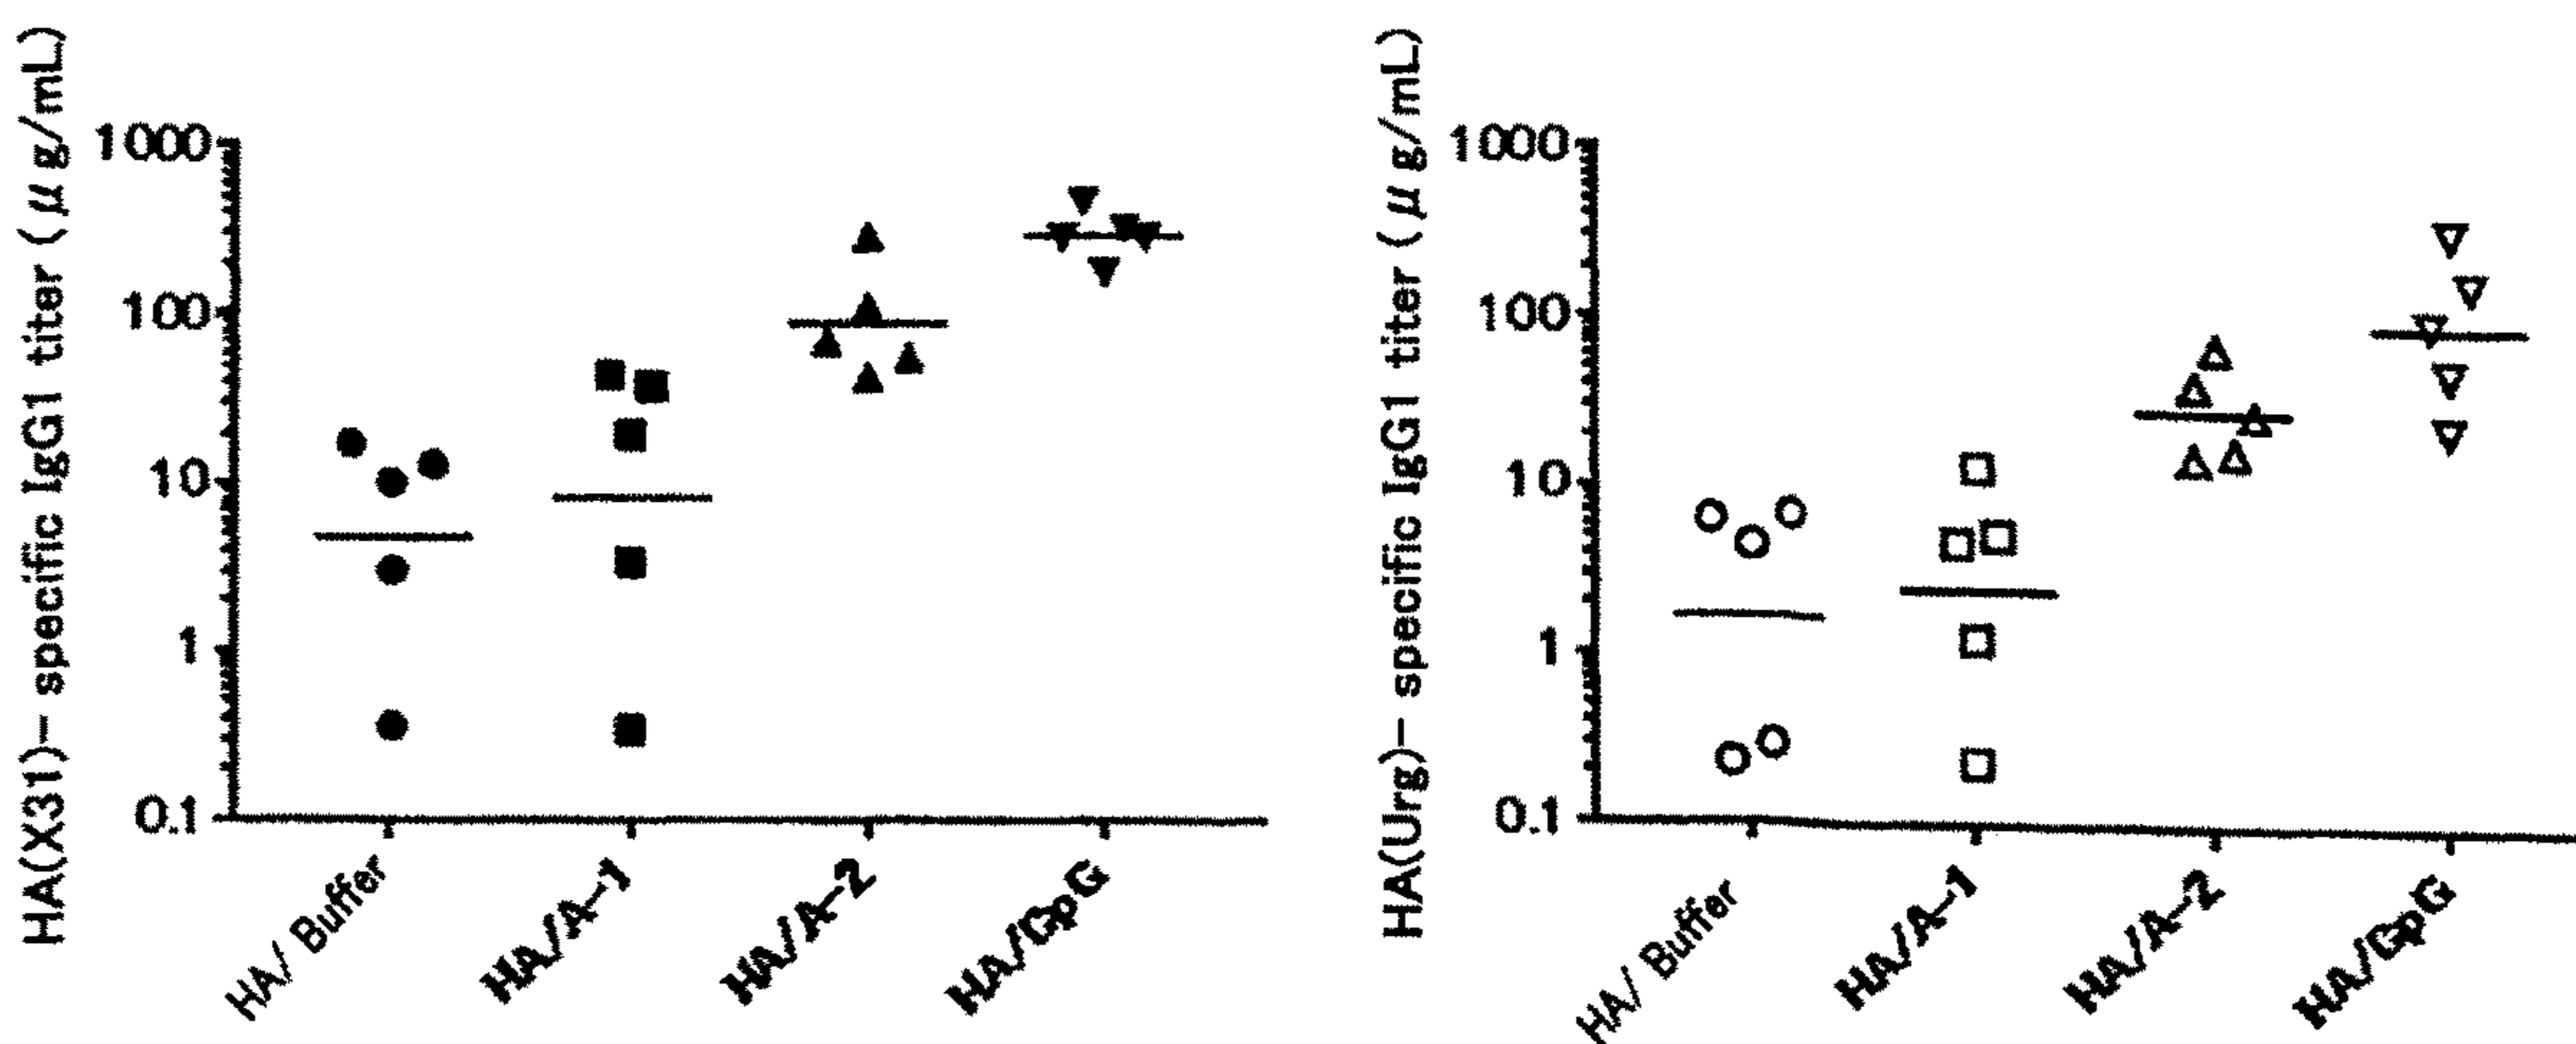 HA(X31)- specific IgG1 titer (μg/mL)
1000
100
10
1
0.1
HA/ Buffer
HA/A-1
HA/A-2
HA/CpG
HA(Urg)- specific IgG1 titer (μg/mL)
1000
100
10
1
0.1
HA/ Buffer
HA/A-1
HA/A-2
HA/CpG